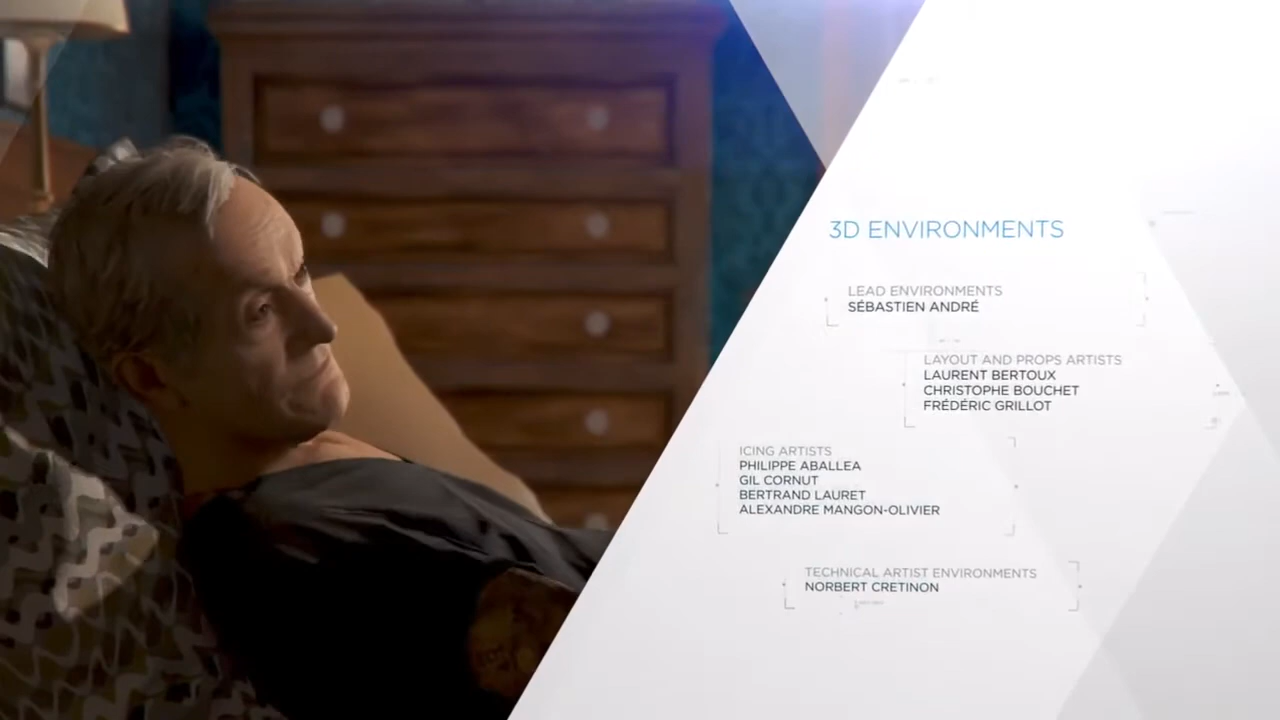 3D ENVIRONMENTS
LEAD ENVIRONMENTS
SÉBASTIEN ANDRÉ
LAYOUT AND PROPS ARTISTS
LAURENT BERTOUX
CHRISTOPHE BOUCHET
FRÉDÉRIC GRILLOT
ICING ARTISTS
PHILIPPE ABALLEA
GIL CORNUT
BERTRAND LAURET
ALEXANDRE MANGON-OLIVIER
TECHNICAL ARTIST ENVIRONMENTS
NORBERT CRETINON